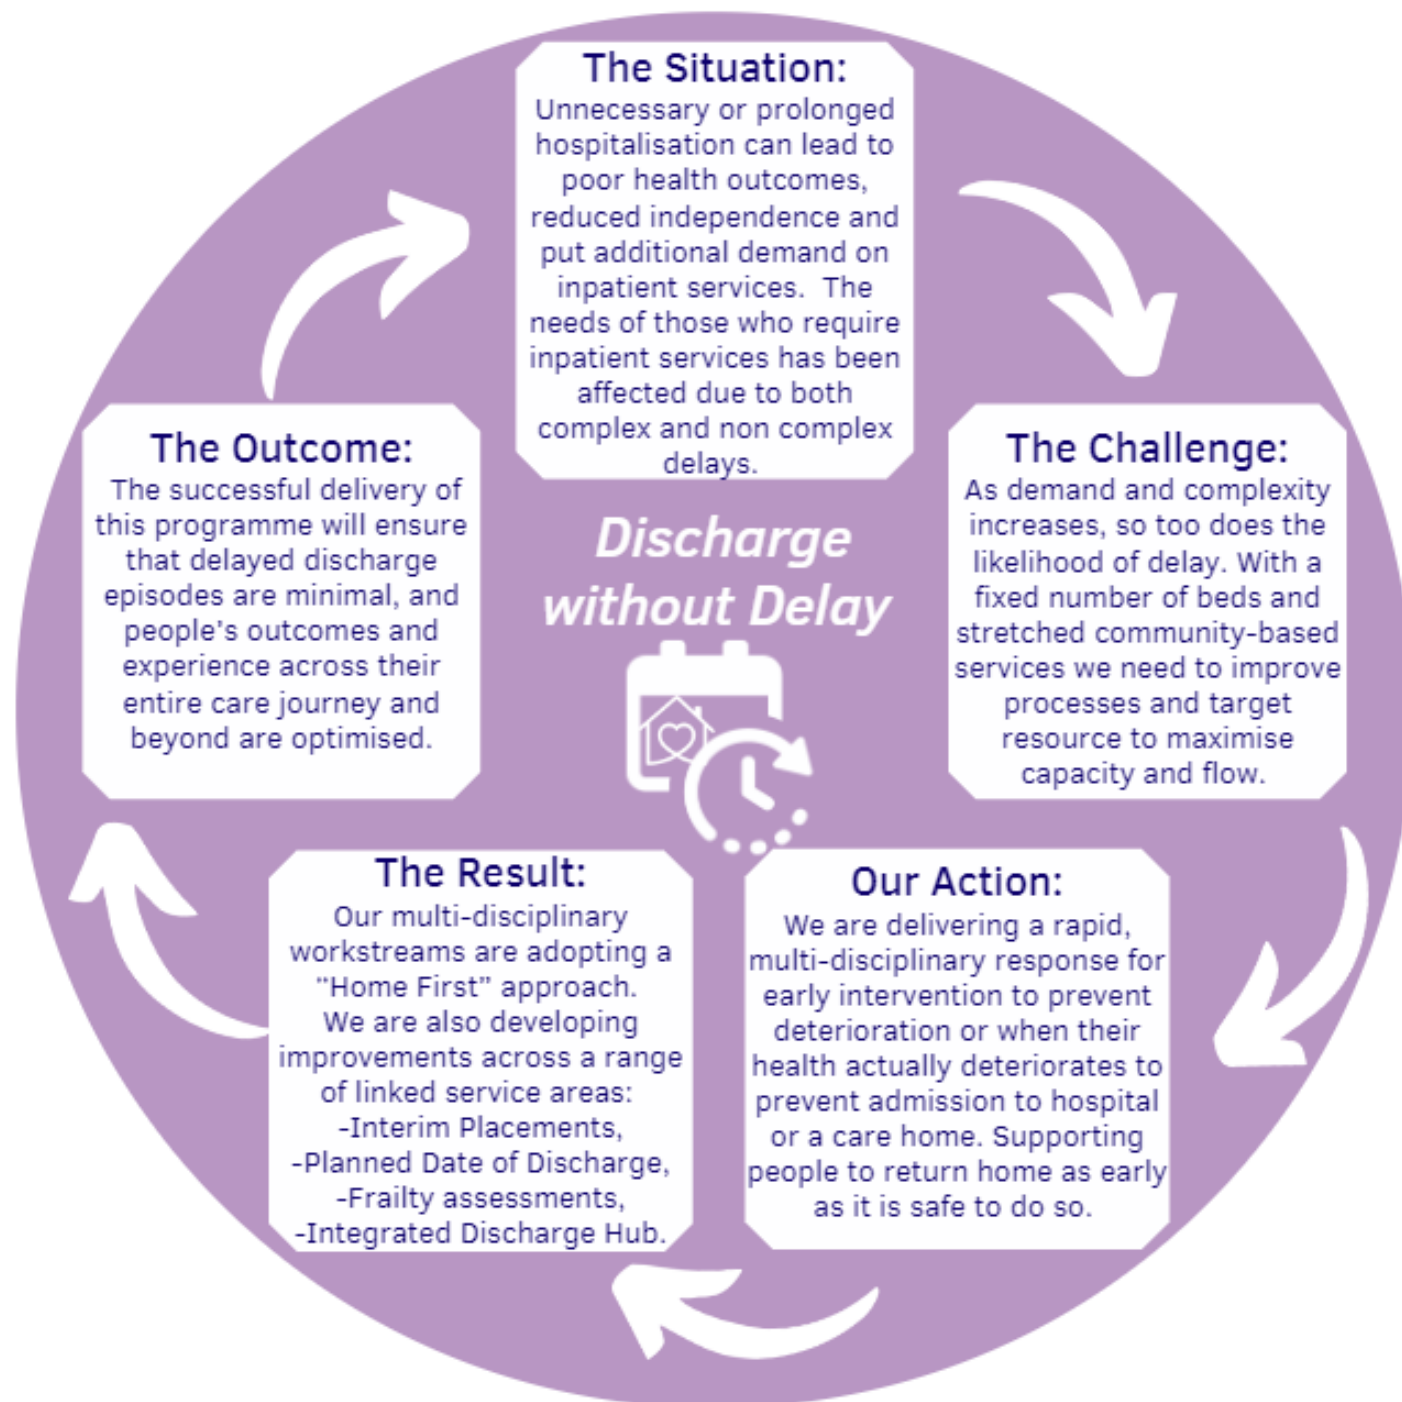 The Situation:
Unnecessary or prolonged
hospitalisation can lead to
poor health outcomes,
reduced independence and
put additional demand on
inpatient services.  The
needs of those who require
inpatient services has been
affected due to both
complex and non complex
delays.
The Challenge:
As demand and complexity
increases, so too does the
likelihood of delay. With a
fixed number of beds and
stretched community-based
services we need to improve
processes and target
resource to maximise
capacity and flow.
Our Action:
We are delivering a rapid,
multi-disciplinary response for
early intervention to prevent
deterioration or when their
health actually deteriorates to
prevent admission to hospital
or a care home. Supporting
people to return home as early
as it is safe to do so.
The Result:
Our multi-disciplinary
workstreams are adopting a
“Home First” approach.
We are also developing
improvements across a range
of linked service areas:
-Interim Placements,
-Planned Date of Discharge,
-Frailty assessments,
-Integrated Discharge Hub.
The Outcome:
The successful delivery of
this programme will ensure
that delayed discharge
episodes are minimal, and
people's outcomes and
experience across their
entire care journey and
beyond are optimised.
Discharge
without Delay